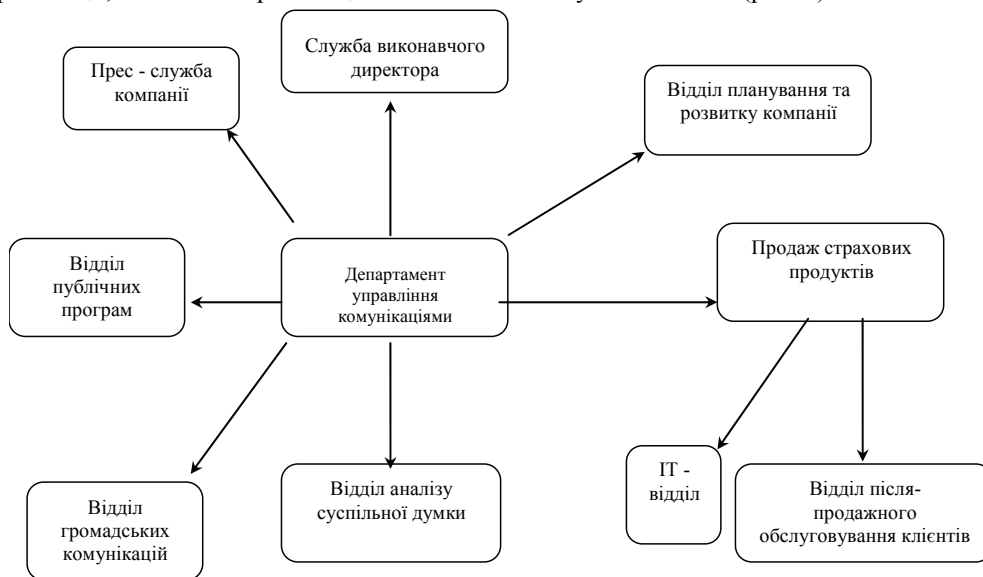 Служба виконавчого
директора
Прес - служба
компанії
Відділ планування та
розвитку компанії
Продаж страхових
продуктів
Відділ
публічних
програм
Департамент
управління
комунікаціями
ІТ -
відділ
Відділ після-
продажного
обслуговування клієнтів
Відділ аналізу
суспільної думки
Відділ
громадських
комунікацій